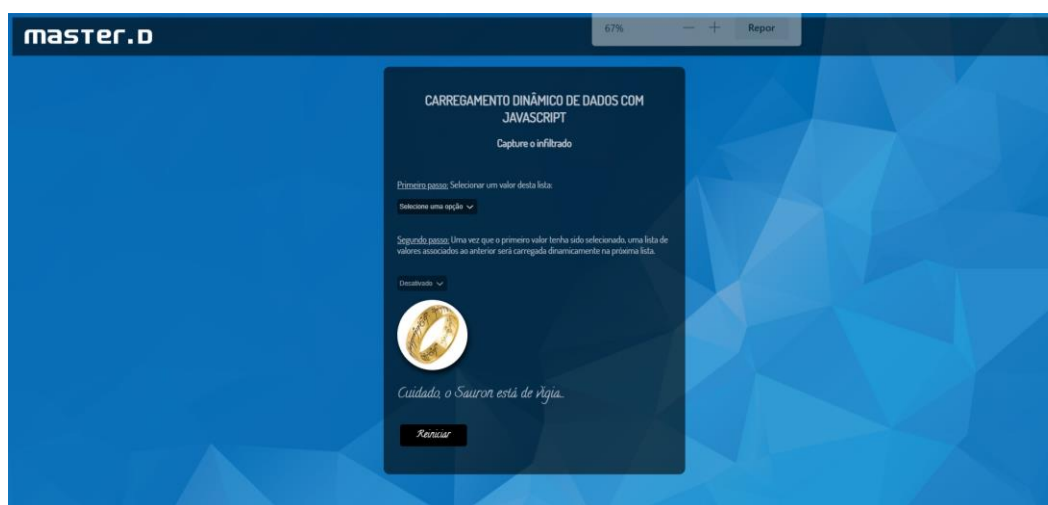 master.D
67% — + Repor
CARREGAMENTO DINÂMICO DE DADOS COM
JAVASCRIPT
Capture o infiltrado
Primeiro passo: Selecionar um valor desta lista:
Selecione uma opção
Segundo passo: Uma vez que o primeiro valor tenha sido selecionado, uma lista de
valores associados ao anterior será carregada dinamicamente na próxima lista.
Desativado
Cuidado, o Sauron está de vigia...
Reiniciar